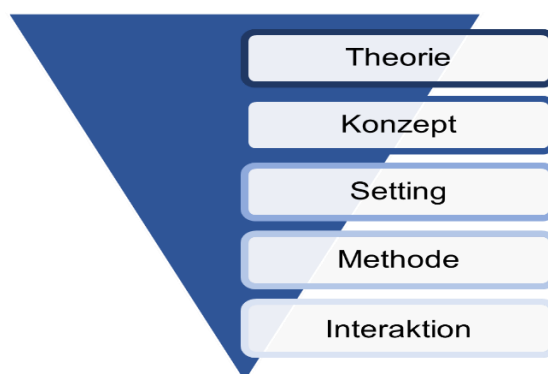 Theorie
Konzept
Setting
Methode
Interaktion